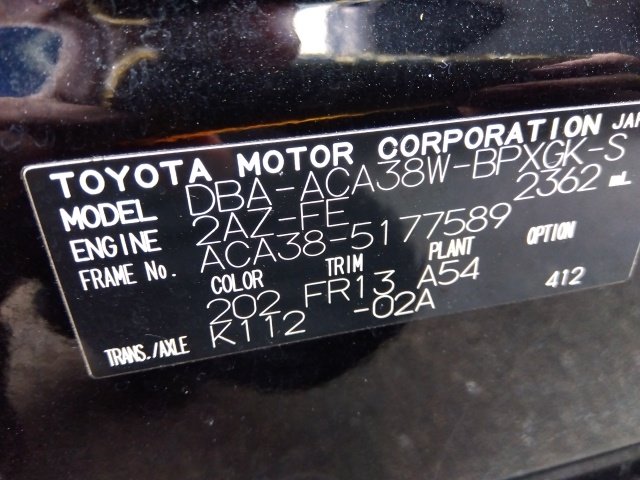 TOYOTA MOTOR CORPORATION JAP
MODEL DBA-ACA38W-BPXGK-S
ENGINE 2AZ-FE 2362 mL
FRAME No. ACA38-5177589
COLOR TRIM PLANT OPTION
202 FR13 A54 412
TRANS./AXLE K112 -02A